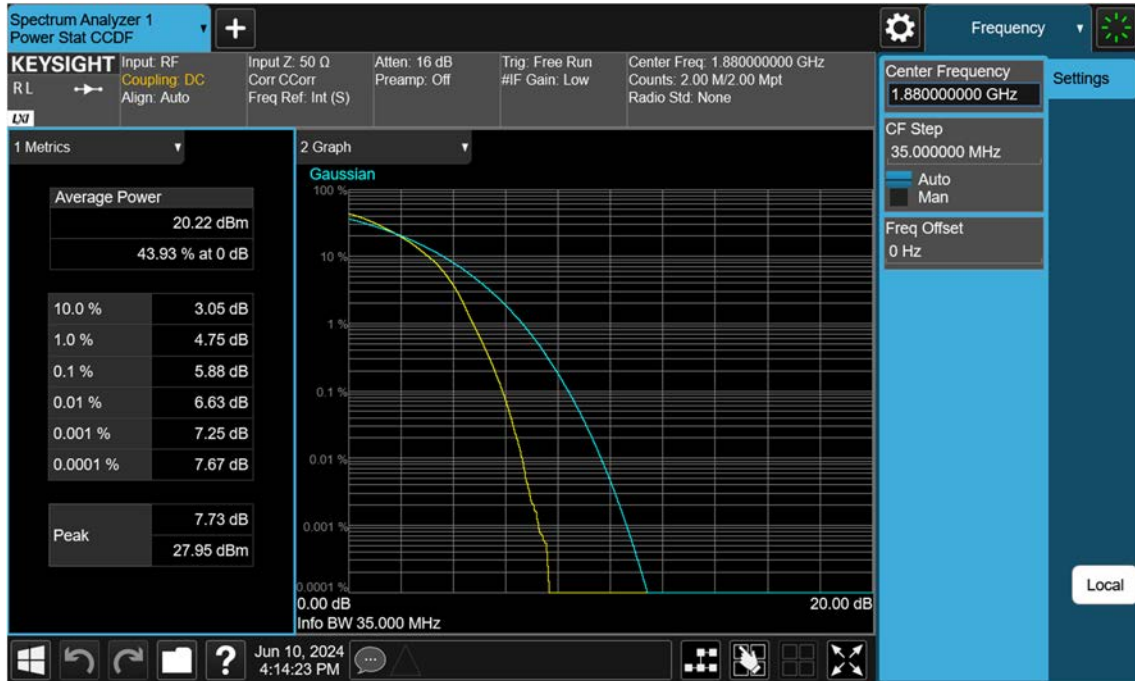 Spectrum Analyzer 1
Power Stat CCDF
Frequency
KEYSIGHT
R L
LXI
Input: RF
Coupling: DC
Align: Auto
Input Z: 50 Ω
Corr CCorr
Freq Ref: Int (S)
Atten: 16 dB
Preamp: Off
Trig: Free Run
#IF Gain: Low
Center Freq: 1.880000000 GHz
Counts: 2.00 M/2.00 Mpt
Radio Std: None
Center Frequency
1.880000000 GHz
Settings
CF Step
35.000000 MHz
Auto
Man
Freq Offset
0 Hz
1 Metrics
Average Power
20.22 dBm
43.93 % at 0 dB
10.0 % 3.05 dB
1.0 % 4.75 dB
0.1 % 5.88 dB
0.01 % 6.63 dB
0.001 % 7.25 dB
0.0001 % 7.67 dB
Peak
7.73 dB
27.95 dBm
2 Graph
Gaussian
100 %
10 %
1 %
0.1 %
0.01 %
0.001 %
0.0001 %
0.00 dB 20.00 dB
Info BW 35.000 MHz
Local
?
Jun 10, 2024
4:14:23 PM